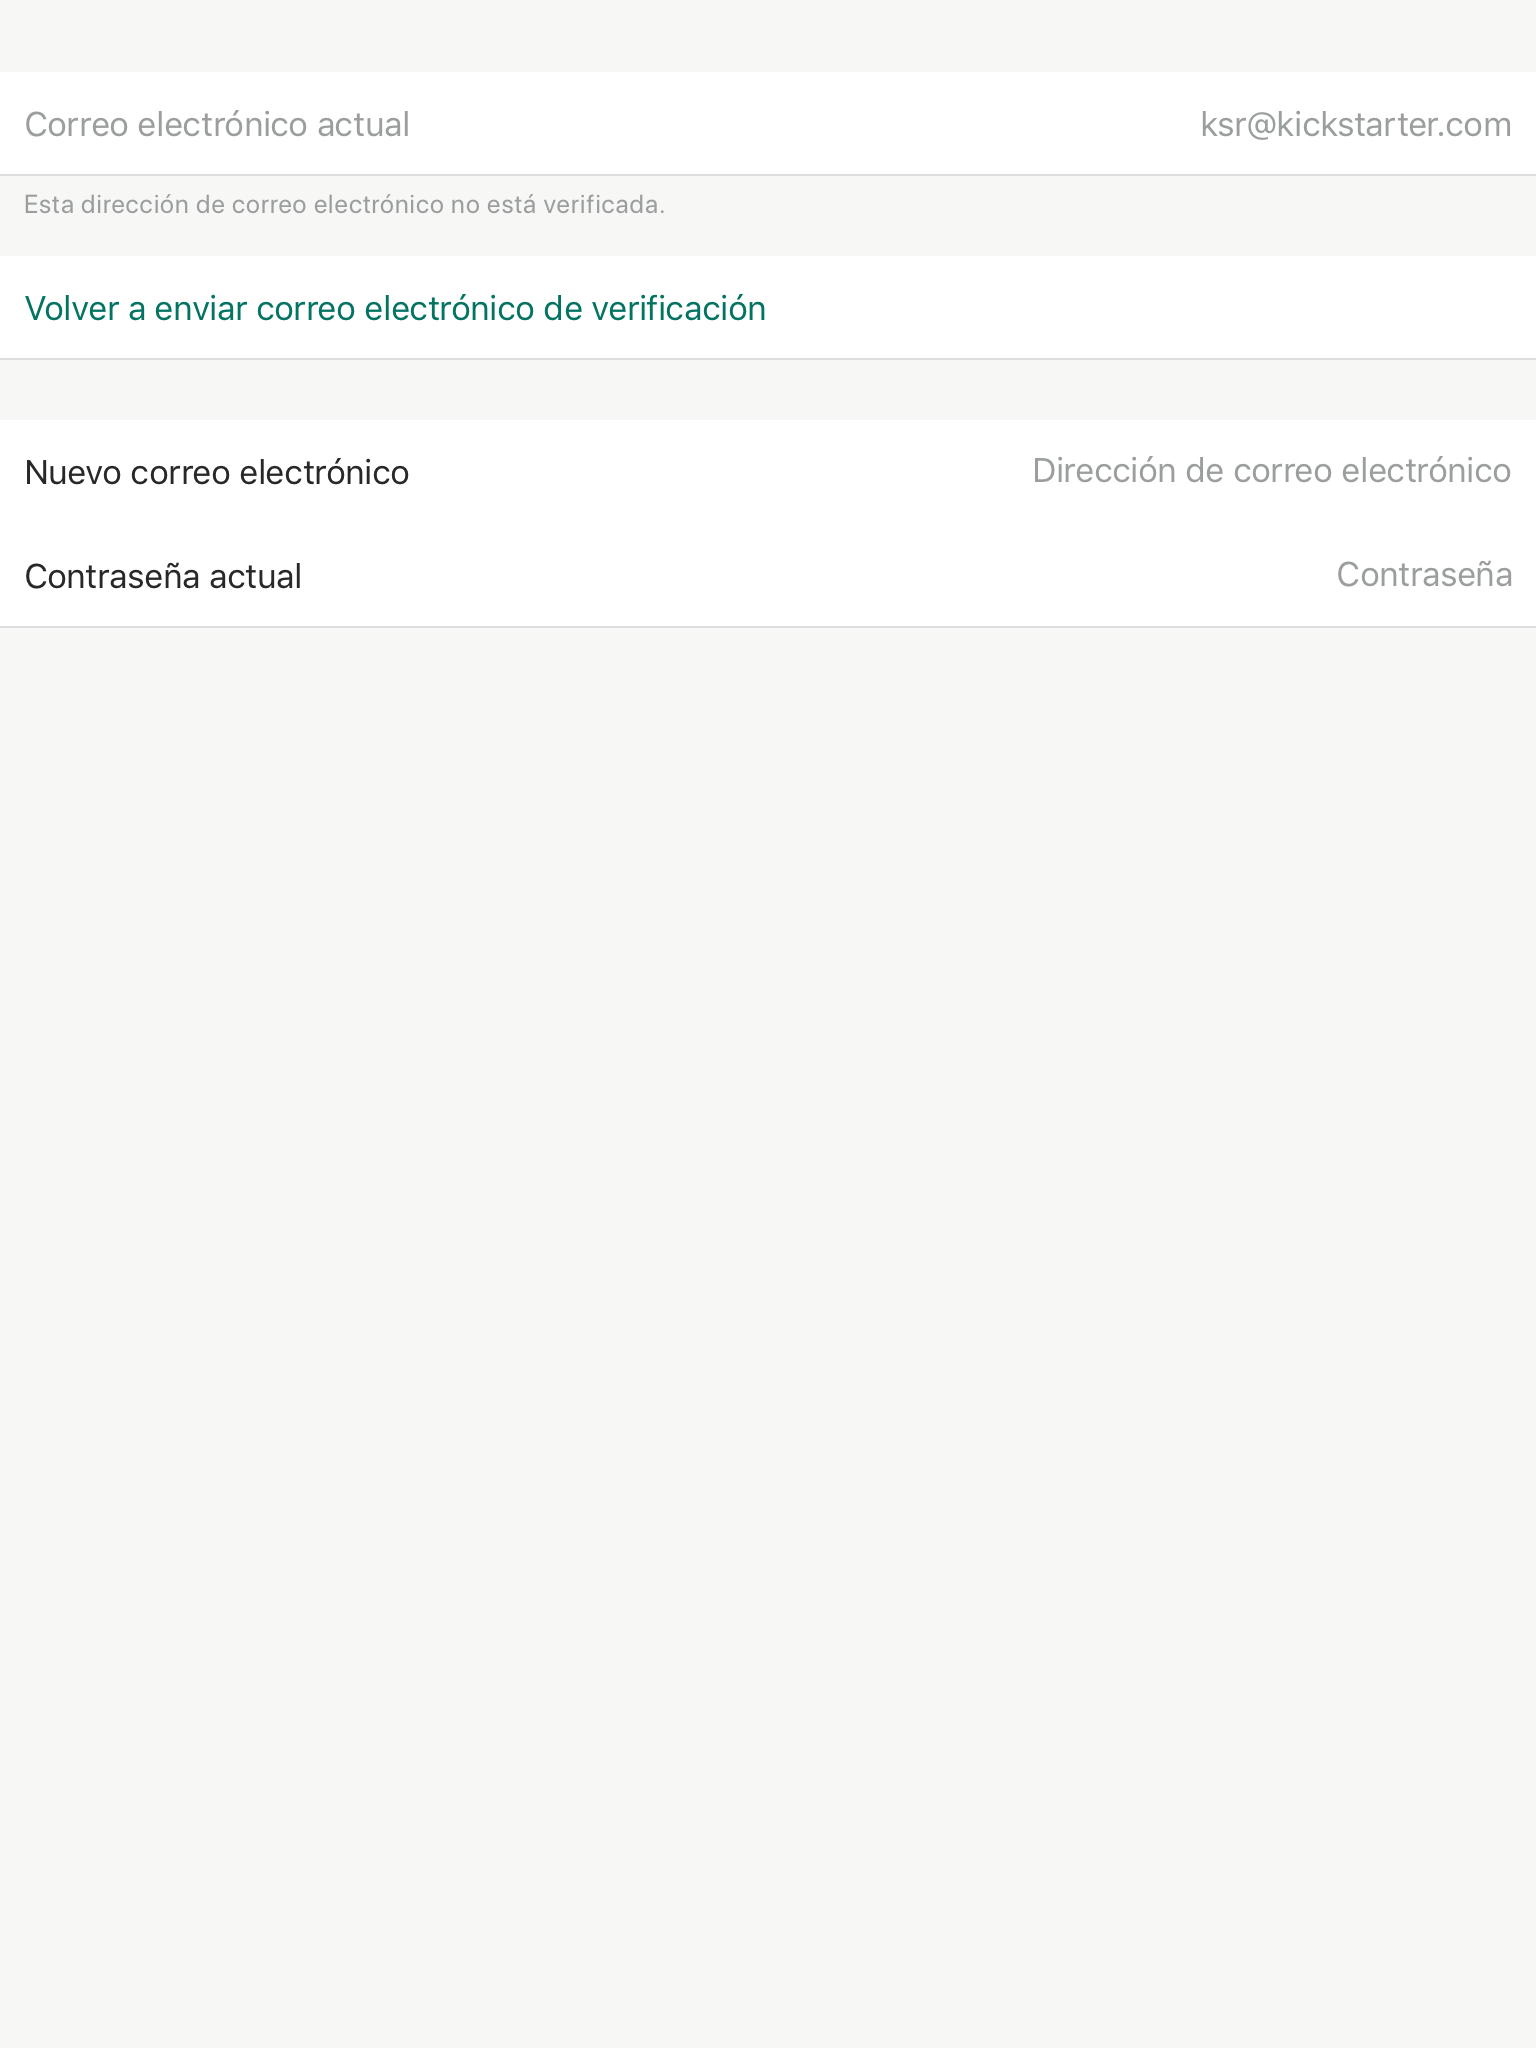 Correo electrónico actual ksr@kickstarter.com
Esta dirección de correo electrónico no está verificada.
Volver a enviar correo electrónico de verificación
Nuevo correo electrónico Dirección de correo electrónico
Contraseña actual Contraseña